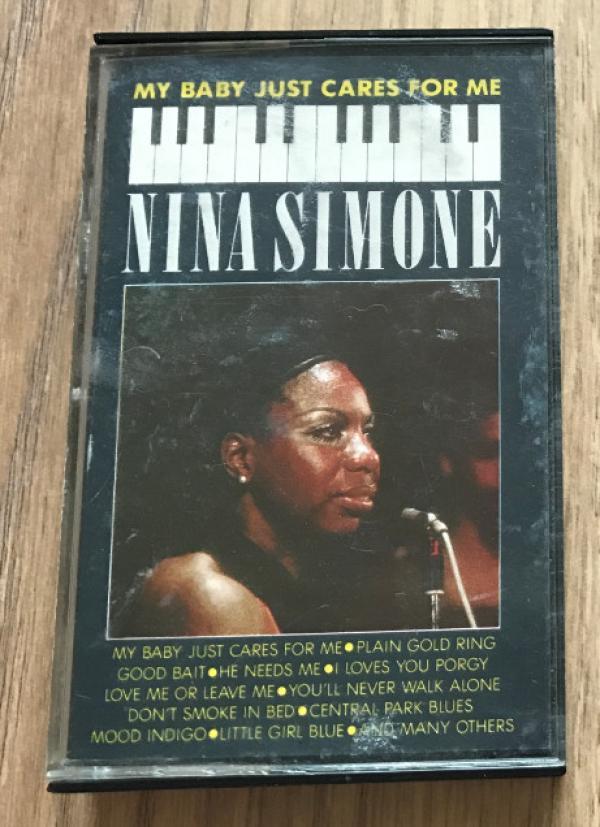 MY BABY JUST CARES FOR ME
NINA SIMONE
MY BABY JUST CARES FOR ME•PLAIN GOLD RING
GOOD BAIT•HE NEEDS ME•I LOVES YOU PORGY
LOVE ME OR LEAVE ME•YOU'LL NEVER WALK ALONE
DON'T SMOKE IN BED•CENTRAL PARK BLUES
MOOD INDIGO•LITTLE GIRL BLUE•AND MANY OTHERS